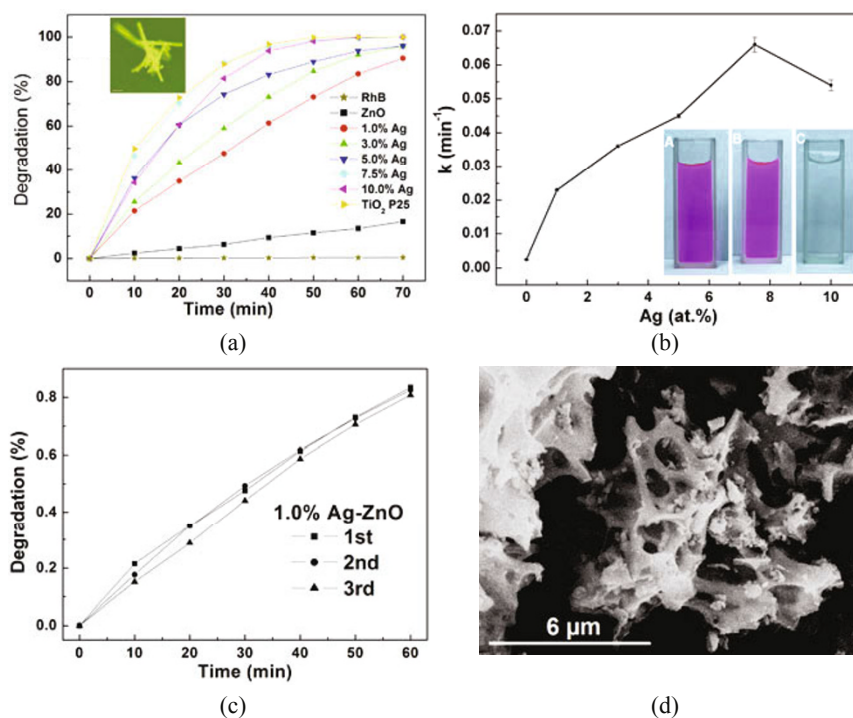 Degradation (%)
100
80
60
40
20
0
RhB
ZnO
1.0% Ag
3.0% Ag
5.0% Ag
7.5% Ag
10.0% Ag
TiO₂ P25
0 10 20 30 40 50 60 70
Time (min)
(a)
k (min⁻¹)
0.07
0.06
0.05
0.04
0.03
0.02
0.01
0.00
A B C
0 2 4 6 8 10
Ag (at.%)
(b)
Degradation (%)
0.8
0.6
0.4
0.2
0.0
1.0% Ag-ZnO
1st
2nd
3rd
0 10 20 30 40 50 60
Time (min)
(c)
6 µm
(d)